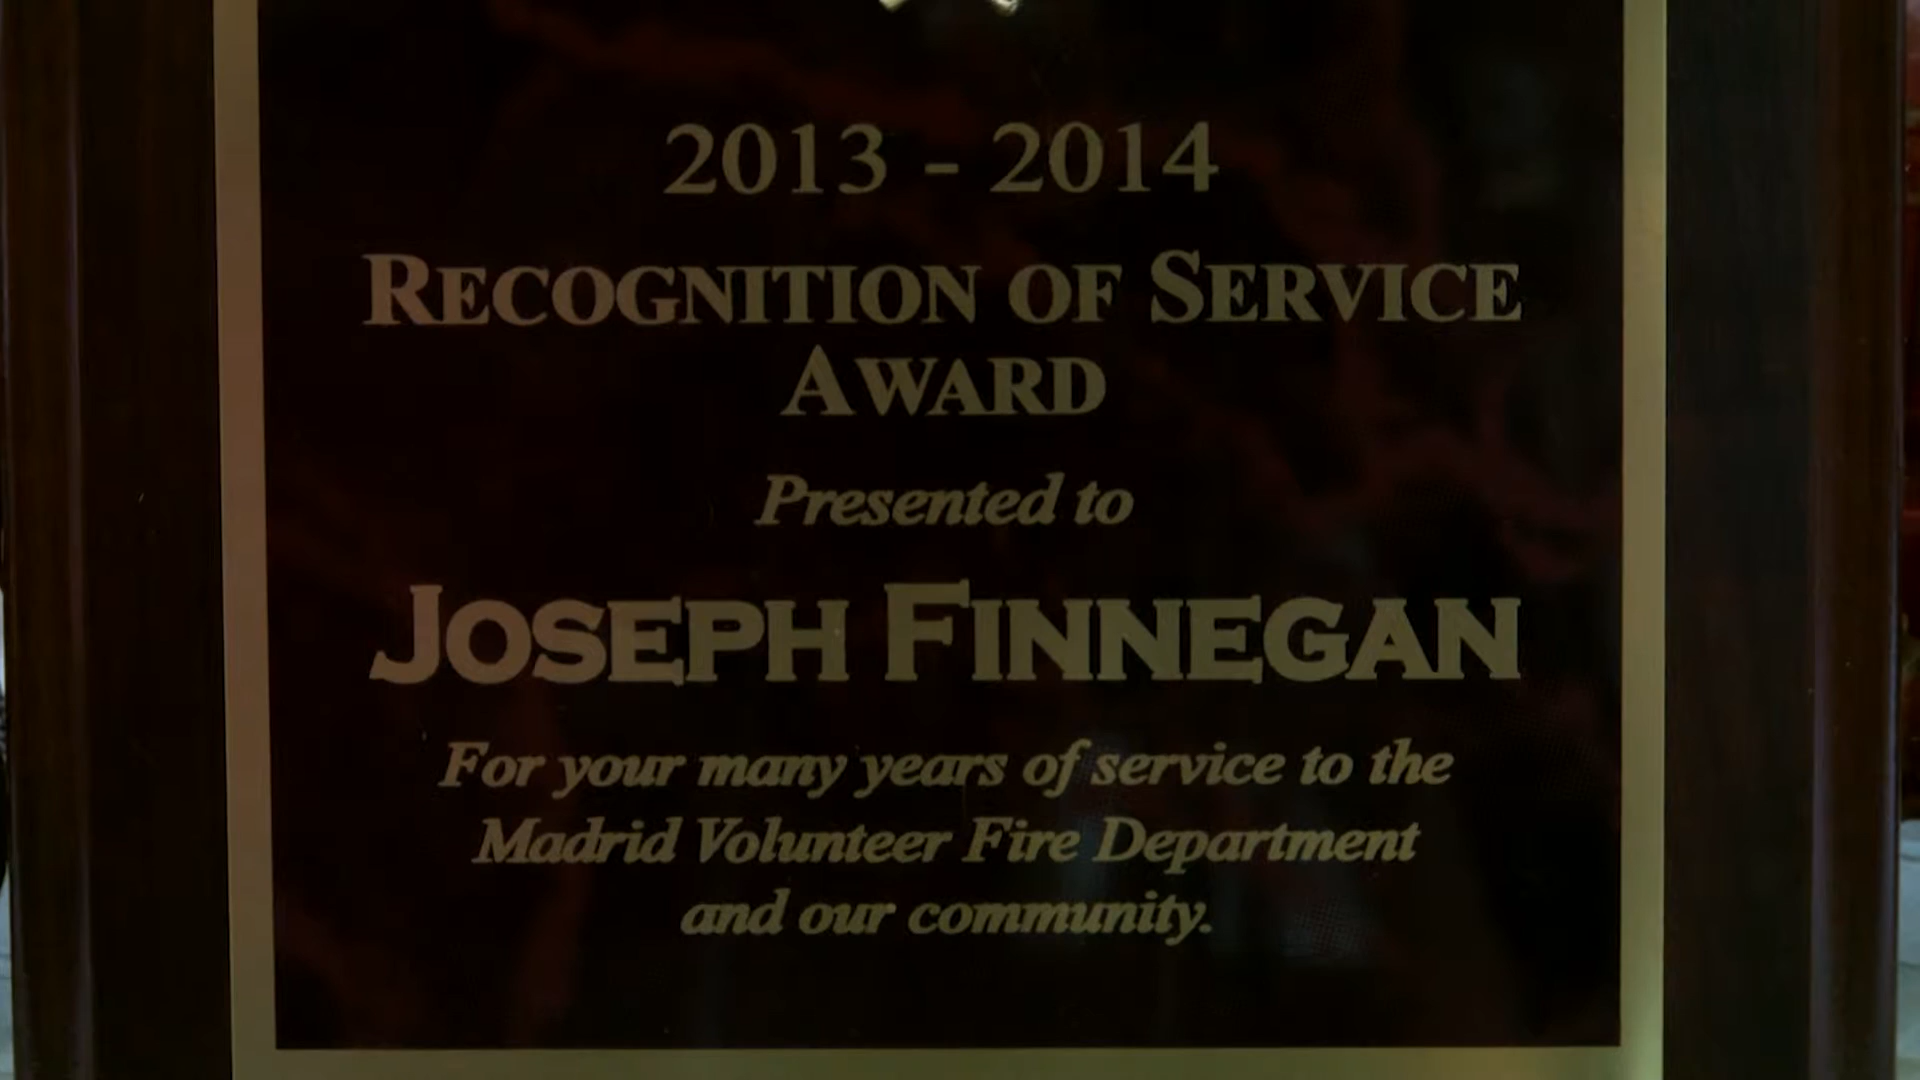 2013 - 2014
RECOGNITION OF SERVICE
AWARD
Presented to
JOSEPH FINNEGAN
For your many years of service to the
Madrid Volunteer Fire Department
and our community.